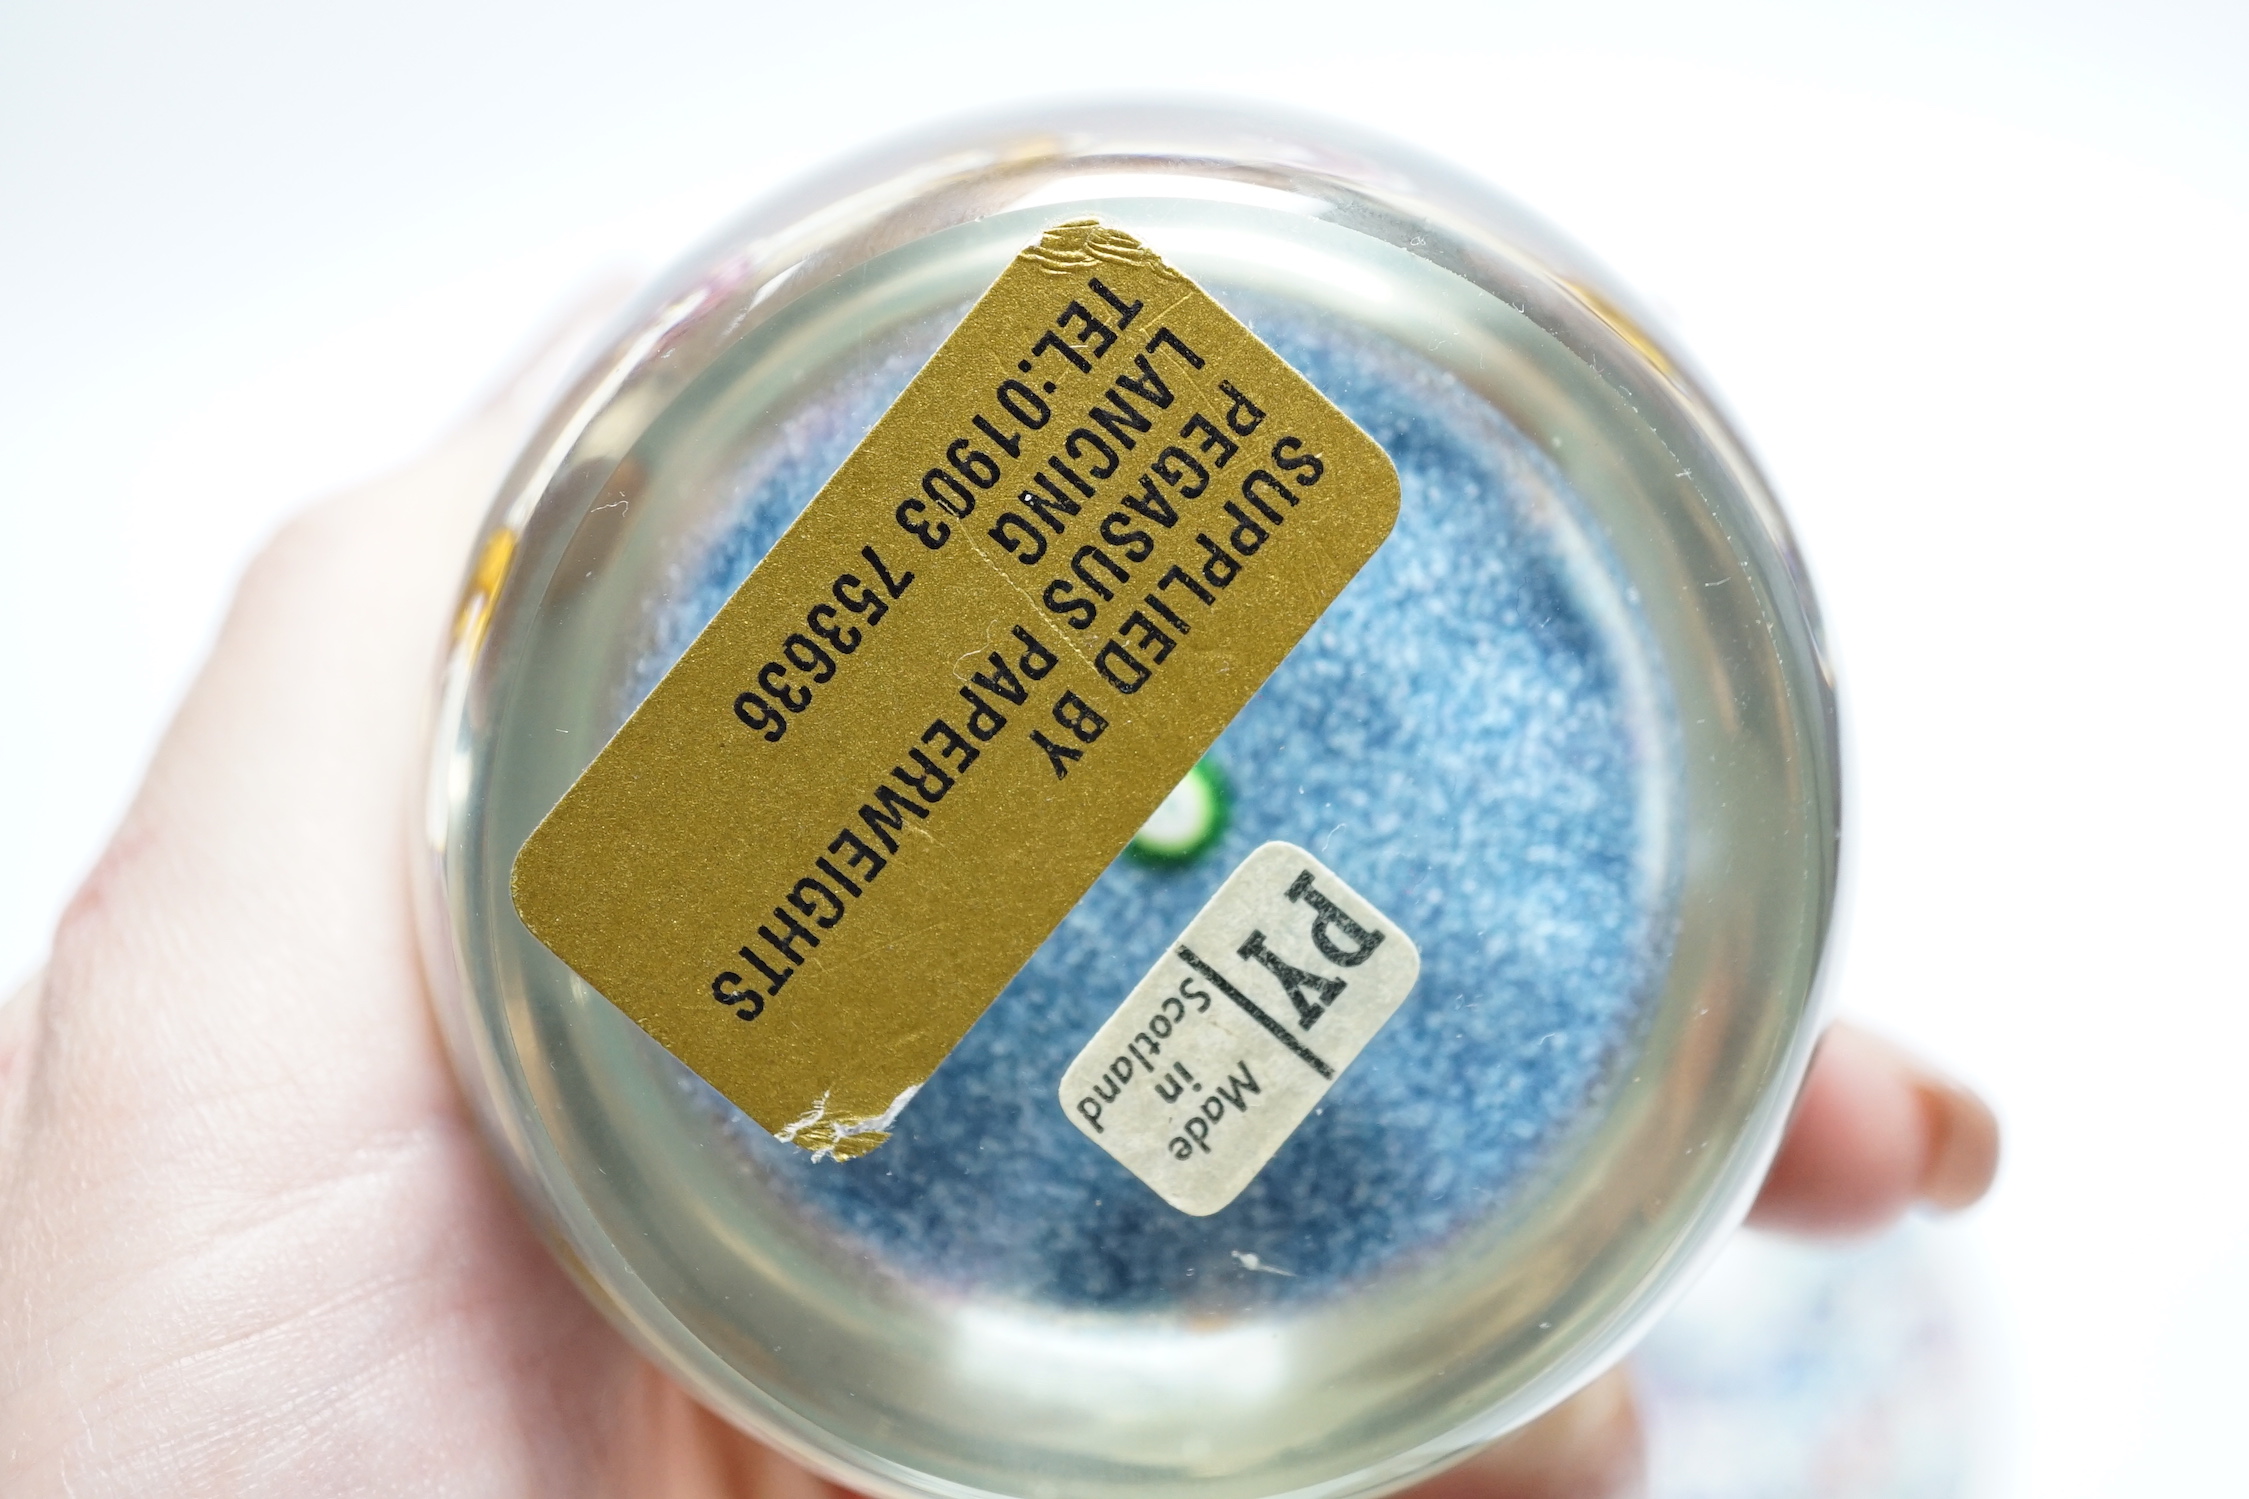 SUPPLIED BY
PEGASUS PAPERWEIGHTS
LANCING
TEL:01903 753636
PY
Made
in
Scotland